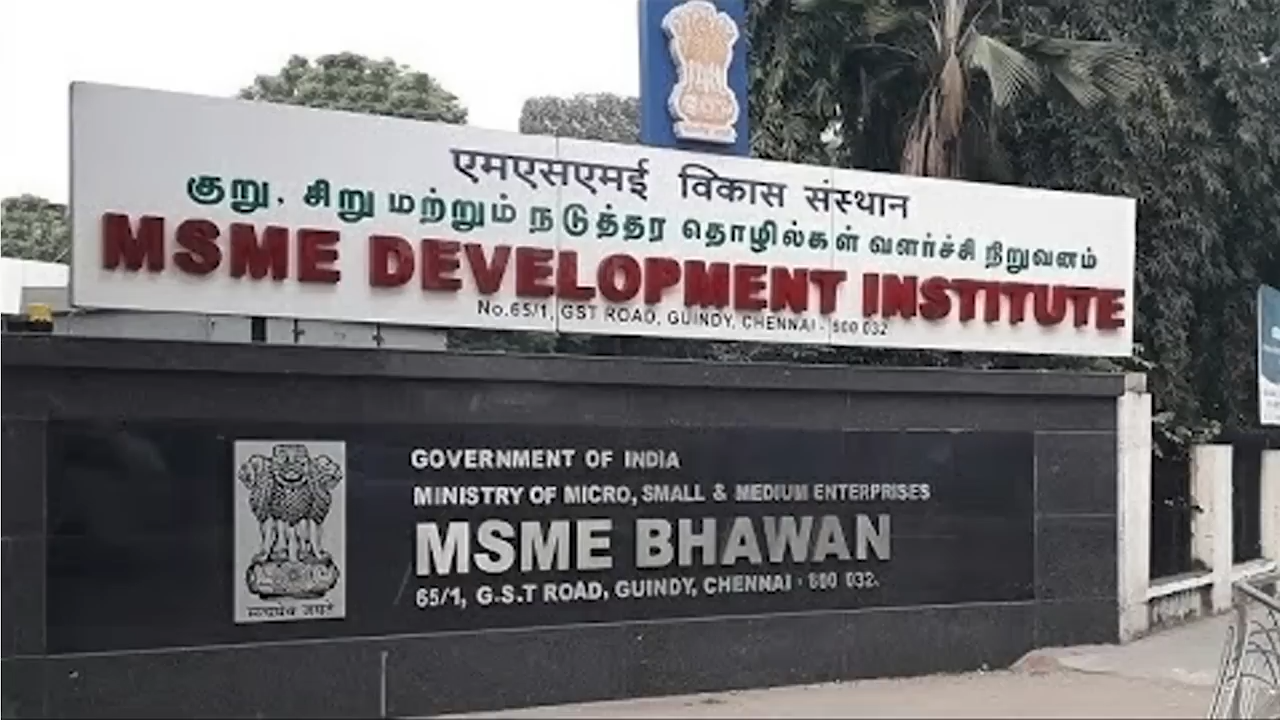 एमएसएमई विकास संस्थान
குறு, சிறு மற்றும் நடுத்தர தொழில்கள் வளர்ச்சி நிறுவனம்
MSME DEVELOPMENT INSTITUTE
No.65/1, GST ROAD, GUINDY, CHENNAI - 600 032
GOVERNMENT OF INDIA
MINISTRY OF MICRO, SMALL & MEDIUM ENTERPRISES
MSME BHAWAN
65/1, G.S.T ROAD, GUINDY, CHENNAI - 600 032.
सत्यमेव जयते